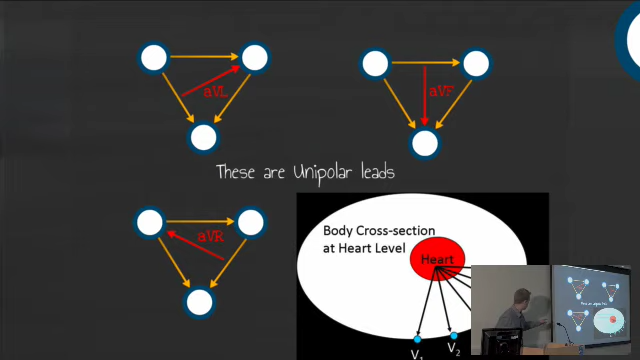 aVL
aVF
These are Unipolar leads
aVR
Body Cross-section
at Heart Level
Heart
V1
V2